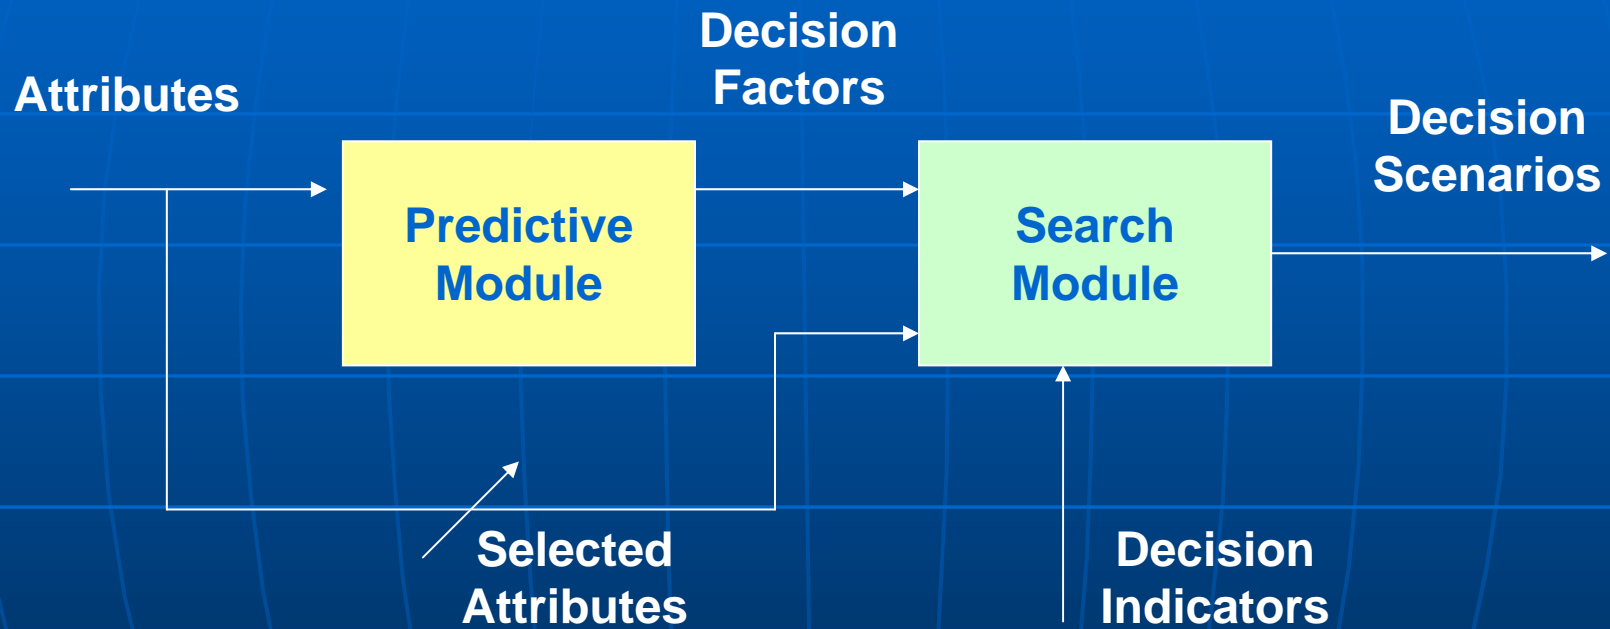 Decision
Factors
Attributes
Decision
Scenarios
Predictive
Module
Search
Module
Selected
Attributes
Decision
Indicators